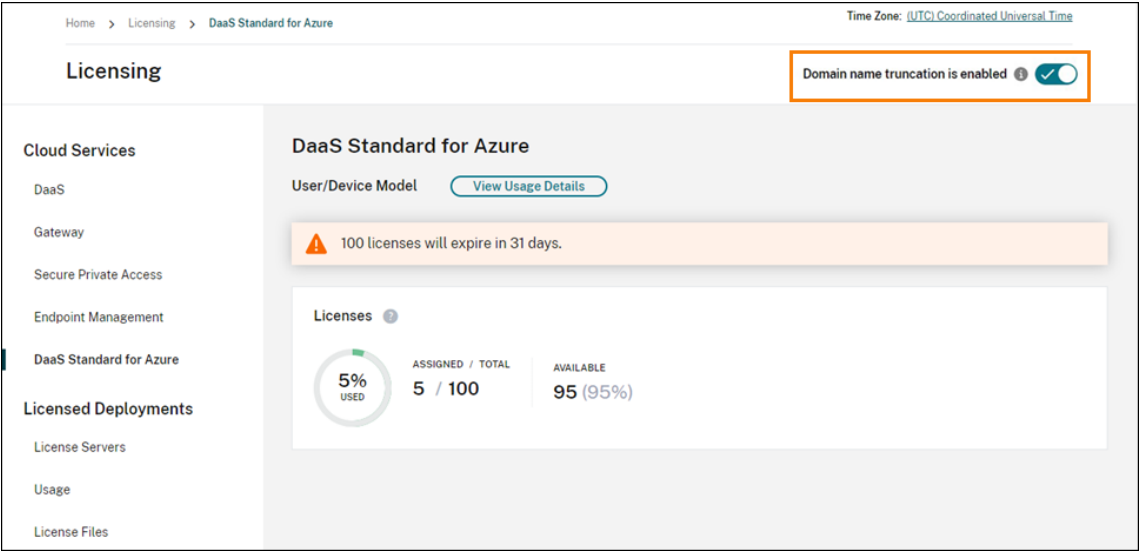 Home > Licensing > DaaS Standard for Azure
Time Zone: (UTC) Coordinated Universal Time
Licensing
Domain name truncation is enabled
Cloud Services
DaaS
Gateway
Secure Private Access
Endpoint Management
DaaS Standard for Azure
Licensed Deployments
License Servers
Usage
License Files
DaaS Standard for Azure
User/Device Model View Usage Details
100 licenses will expire in 31 days.
Licenses
5%
USED
ASSIGNED / TOTAL
5 / 100
AVAILABLE
95 (95%)